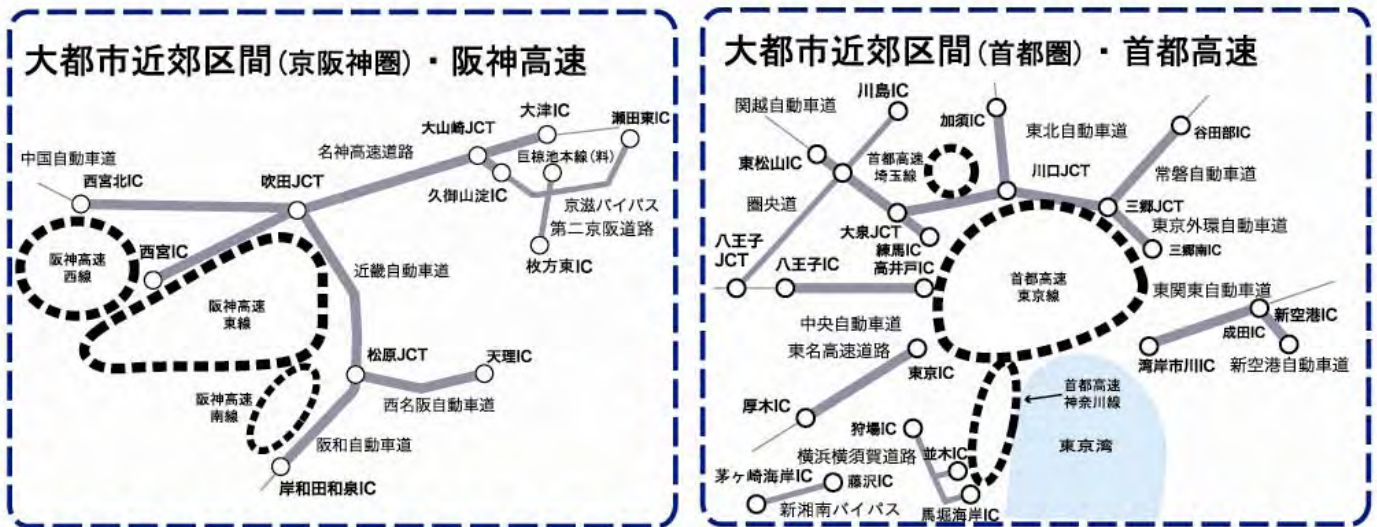 大都市近郊区間(京阪神圏)・阪神高速
大津IC
瀬田東IC
大山崎JCT
中国自動車道
名神高速道路
巨椋池本線(料)
西宮北IC
吹田JCT
久御山淀IC
京滋バイパス
第二京阪道路
阪神高速
西線
西宮IC
枚方東IC
近畿自動車道
阪神高速
東線
松原JCT
天理IC
阪神高速
南線
西名阪自動車道
阪和自動車道
岸和田和泉IC
大都市近郊区間(首都圏)・首都高速
川島IC
関越自動車道
加須IC
谷田部IC
東北自動車道
東松山IC
首都高速
埼玉線
川口JCT
常磐自動車道
圏央道
三郷JCT
大泉JCT
東京外環自動車道
八王子
JCT
練馬IC
三郷南IC
八王子IC
高井戸IC
首都高速
東京線
東関東自動車道
新空港IC
中央自動車道
成田IC
東名高速道路
湾岸市川IC
新空港自動車道
東京IC
首都高速
神奈川線
厚木IC
狩場IC
東京湾
横浜横須賀道路
並木IC
茅ヶ崎海岸IC
藤沢IC
新湘南バイパス
馬堀海岸IC